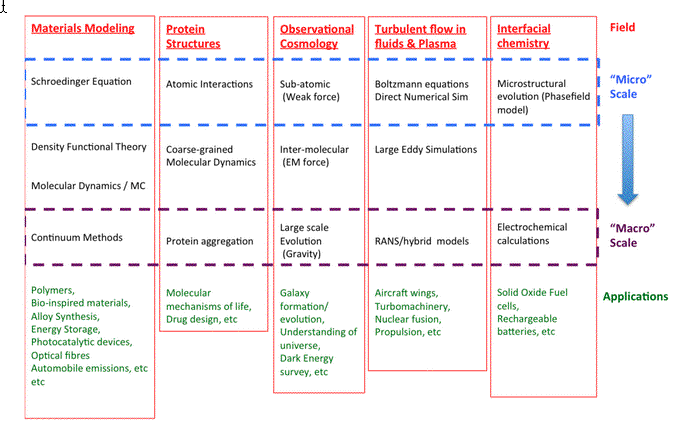 Materials Modeling
Schroedinger Equation
Density Functional Theory
Molecular Dynamics / MC
Continuum Methods
Polymers,
Bio-inspired materials,
Alloy Synthesis,
Energy Storage,
Photocatalytic devices,
Optical fibres
Automobile emissions, etc
etc
Protein
Structures
Atomic Interactions
Coarse-grained
Molecular Dynamics
Protein aggregation
Molecular
mechanisms of life,
Drug design, etc
Observational
Cosmology
Sub-atomic
(Weak force)
Inter-molecular
(EM force)
Large scale
Evolution
(Gravity)
Galaxy
formation/
evolution,
Understanding of
universe,
Dark Energy
survey, etc
Turbulent flow in
fluids & Plasma
Boltzmann equations
Direct Numerical Sim
Large Eddy Simulations
RANS/hybrid models
Aircraft wings,
Turbomachinery,
Nuclear fusion,
Propulsion, etc
Interfacial
chemistry
Microstructural
evolution (Phasefield
model)
Electrochemical
calculations
Solid Oxide Fuel
cells,
Rechargeable
batteries, etc
Field
“Micro”
Scale
“Macro”
Scale
Applications